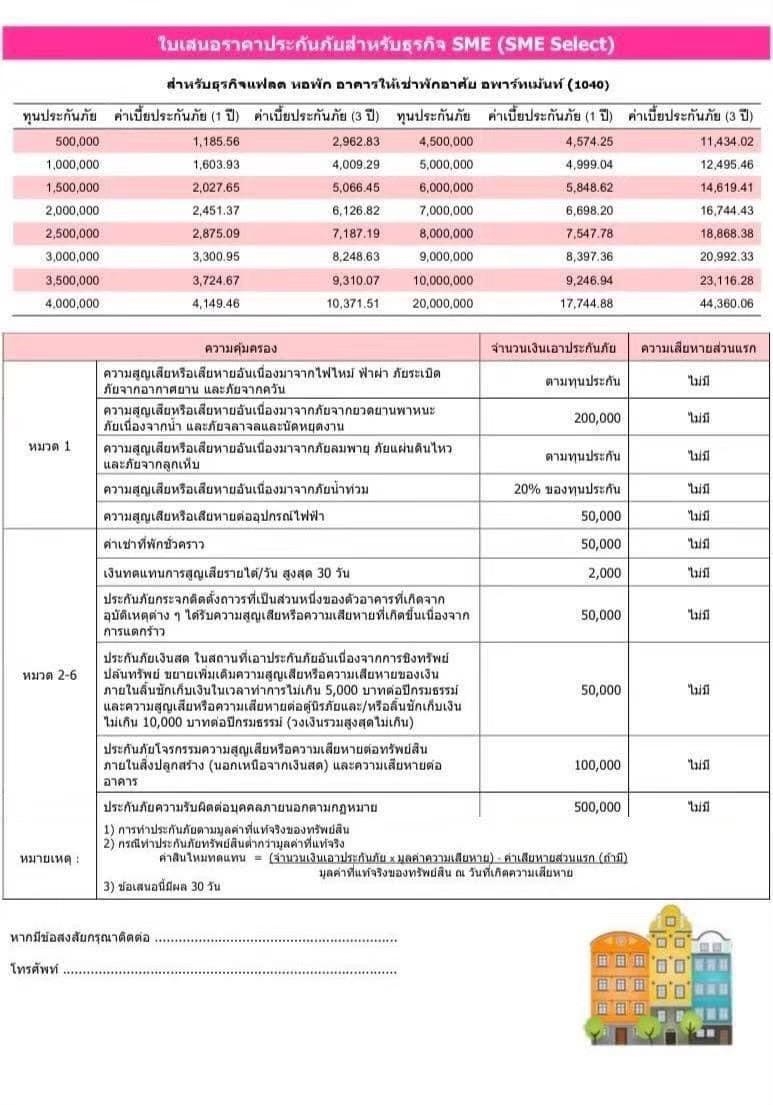 ใบเสนอราคาประกันภัยสำหรับธุรกิจ SME (SME Select)
สำหรับธุรกิจแฟลต หอพัก อาคารให้เช่าพักอาศัย อพาร์ทเม้นท์ (1040)
ทุนประกันภัย ค่าเบี้ยประกันภัย (1 ปี) ค่าเบี้ยประกันภัย (3 ปี) ทุนประกันภัย ค่าเบี้ยประกันภัย (1 ปี) ค่าเบี้ยประกันภัย (3 ปี)
500,000 1,185.56 2,962.83 4,500,000 4,574.25 11,434.02
1,000,000 1,603.93 4,009.29 5,000,000 4,999.04 12,495.46
1,500,000 2,027.65 5,066.45 6,000,000 5,848.62 14,619.41
2,000,000 2,451.37 6,126.82 7,000,000 6,698.20 16,744.43
2,500,000 2,875.09 7,187.19 8,000,000 7,547.78 18,868.38
3,000,000 3,300.95 8,248.63 9,000,000 8,397.36 20,992.33
3,500,000 3,724.67 9,310.07 10,000,000 9,246.94 23,116.28
4,000,000 4,149.46 10,371.51 20,000,000 17,744.88 44,360.06
ความคุ้มครอง จำนวนเงินเอาประกันภัย ความเสียหายส่วนแรก
หมวด 1
ความสูญเสียหรือเสียหายอันเนื่องมาจากไฟไหม้ ฟ้าผ่า ภัยระเบิด
ภัยจากอากาศยาน และภัยจากควัน
ตามทุนประกัน ไม่มี
ความสูญเสียหรือเสียหายอันเนื่องมาจากภัยจากยวดยานพาหนะ
ภัยเนื่องจากน้ำ และภัยจลาจลและนัดหยุดงาน
200,000 ไม่มี
ความสูญเสียหรือเสียหายอันเนื่องมาจากภัยลมพายุ ภัยแผ่นดินไหว
และภัยจากลูกเห็บ
ตามทุนประกัน ไม่มี
ความสูญเสียหรือเสียหายอันเนื่องมาจากภัยน้ำท่วม 20% ของทุนประกัน ไม่มี
ความสูญเสียหรือเสียหายต่ออุปกรณ์ไฟฟ้า 50,000 ไม่มี
หมวด 2-6
ค่าเช่าที่พักชั่วคราว 50,000 ไม่มี
เงินทดแทนการสูญเสียรายได้/วัน สูงสุด 30 วัน 2,000 ไม่มี
ประกันภัยกระจกติดตั้งถาวรที่เป็นส่วนหนึ่งของตัวอาคารที่เกิดจาก
อุบัติเหตุต่าง ๆ ได้รับความสูญเสียหรือความเสียหายที่เกิดขึ้นเนื่องจาก
การแตกร้าว
50,000 ไม่มี
ประกันภัยเงินสด ในสถานที่เอาประกันภัยอันเนื่องจากการชิงทรัพย์
ปล้นทรัพย์ ขยายเพิ่มเติมความสูญเสียหรือความเสียหายของเงิน
ภายในลิ้นชักเก็บเงินในเวลาทำการไม่เกิน 5,000 บาทต่อปีกรมธรรม์
และความสูญเสียหรือความเสียหายต่อตู้นิรภัยและ/หรือลิ้นชักเก็บเงิน
ไม่เกิน 10,000 บาทต่อปีกรมธรรม์ (วงเงินรวมสูงสุดไม่เกิน)
50,000 ไม่มี
ประกันภัยโจรกรรมความสูญเสียหรือความเสียหายต่อทรัพย์สิน
ภายในสิ่งปลูกสร้าง (นอกเหนือจากเงินสด) และความเสียหายต่อ
อาคาร
100,000 ไม่มี
ประกันภัยความรับผิดต่อบุคคลภายนอกตามกฎหมาย 500,000 ไม่มี
หมายเหตุ :
1) การทำประกันภัยตามมูลค่าที่แท้จริงของทรัพย์สิน
2) กรณีทำประกันภัยทรัพย์สินต่ำกว่ามูลค่าที่แท้จริง
ค่าสินไหมทดแทน = (จำนวนเงินเอาประกันภัย x มูลค่าความเสียหาย) - ค่าเสียหายส่วนแรก (ถ้ามี)
มูลค่าที่แท้จริงของทรัพย์สิน ณ วันที่เกิดความเสียหาย
3) ข้อเสนอนี้มีผล 30 วัน
หากมีข้อสงสัยกรุณาติดต่อ ..........................................................
โทรศัพท์ ................................................................................